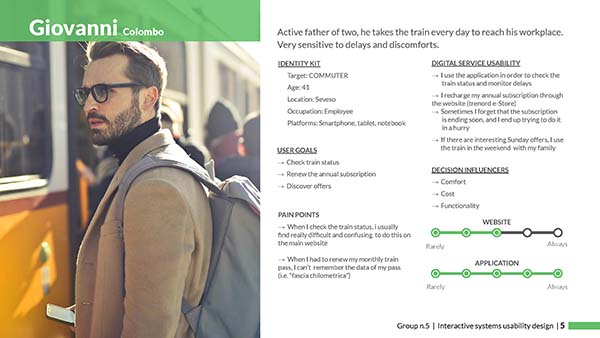 Giovanni Colombo
Active father of two, he takes the train every day to reach his workplace.
Very sensitive to delays and discomforts.
IDENTITY KIT
Target: COMMUTER
Age: 41
Location: Seveso
Occupation: Employee
Platforms: Smartphone, tablet, notebook
USER GOALS
→ Check train status
→ Renew the annual subscription
→ Discover offers
PAIN POINTS
→ When I check the train status, i usually
find really difficult and confusing to do this on
the main website
→ When I had to renew my monthly train
pass, I can't remember the data of my pass
(i.e. "fascia chilometrica")
DIGITAL SERVICE USABILITY
→ I use the application in order to check the
train status and monitor delays
→ I recharge my annual subscription through
the website (trenord e-Store)
→ Sometimes I forget that the subscription
is ending soon, and I end up trying to do it
in a hurry
→ If there are interesting Sunday offers, I use
the train in the weekend with my family
DECISION INFLUENCERS
→ Comfort
→ Cost
→ Functionality
WEBSITE
Rarely Always
APPLICATION
Rarely Always
Group n.5 | Interactive systems usability design | 5